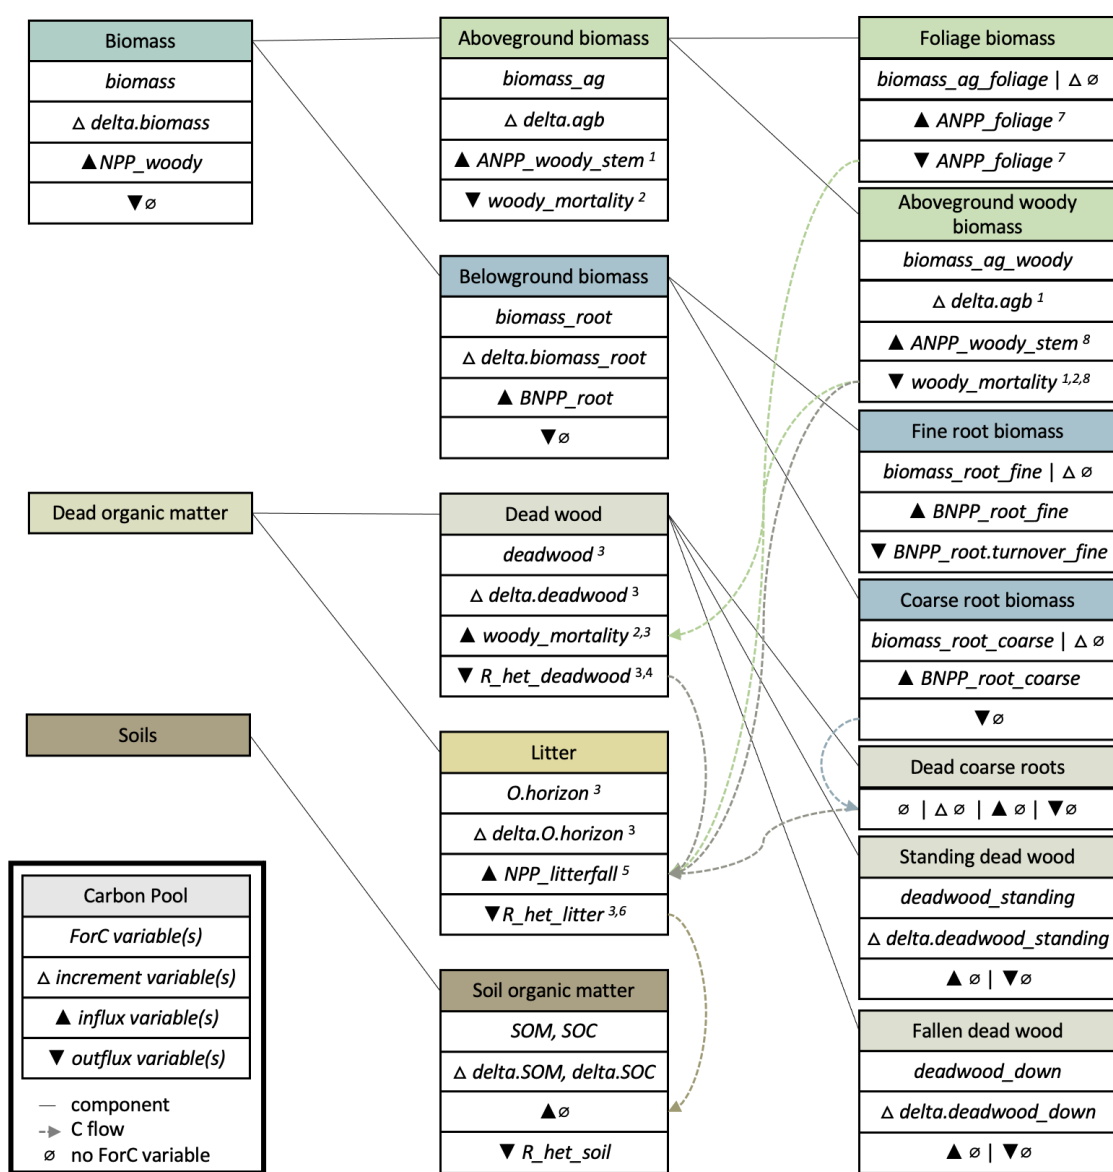 Biomass
biomass
△ delta.biomass
▲ NPP_woody
▼ ∅
Aboveground biomass
biomass_ag
△ delta.agb
▲ ANPP_woody_stem ¹
▼ woody_mortality ²
Belowground biomass
biomass_root
△ delta.biomass_root
▲ BNPP_root
▼ ∅
Foliage biomass
biomass_ag_foliage | △ ∅
▲ ANPP_foliage ⁷
▼ ANPP_foliage ⁷
Aboveground woody
biomass
biomass_ag_woody
△ delta.agb ¹
▲ ANPP_woody_stem ⁸
▼ woody_mortality ¹,²,⁸
Fine root biomass
biomass_root_fine | △ ∅
▲ BNPP_root_fine
▼ BNPP_root.turnover_fine
Coarse root biomass
biomass_root_coarse | △ ∅
▲ BNPP_root_coarse
▼ ∅
Dead organic matter
Dead wood
deadwood ³
△ delta.deadwood ³
▲ woody_mortality ²,³
▼ R_het_deadwood ³,⁴
Litter
O.horizon ³
△ delta.O.horizon ³
▲ NPP_litterfall ⁵
▼ R_het_litter ³,⁶
Dead coarse roots
∅ | △ ∅ | ▲ ∅ | ▼ ∅
Standing dead wood
deadwood_standing
△ delta.deadwood_standing
▲ ∅ | ▼ ∅
Fallen dead wood
deadwood_down
△ delta.deadwood_down
▲ ∅ | ▼ ∅
Soils
Soil organic matter
SOM, SOC
△ delta.SOM, delta.SOC
▲ ∅
▼ R_het_soil
Carbon Pool
ForC variable(s)
△ increment variable(s)
▲ influx variable(s)
▼ outflux variable(s)
component
C flow
∅ no ForC variable